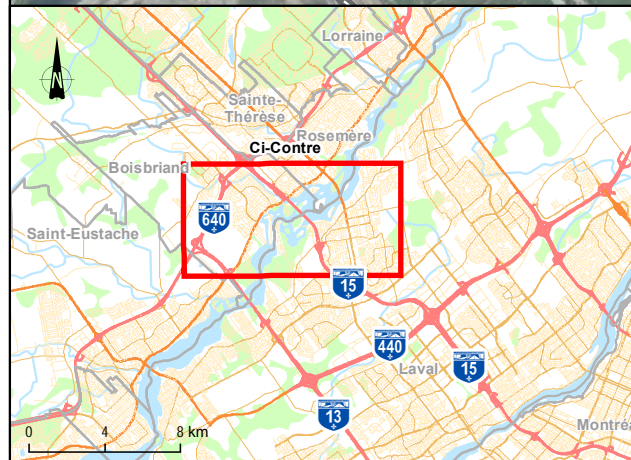 N
Lorraine
Sainte-
Thérèse
Rosemère
Ci-Contre
Boisbriand
640
Saint-Eustache
15
440
Laval
15
13
Montréa
0 4 8 km